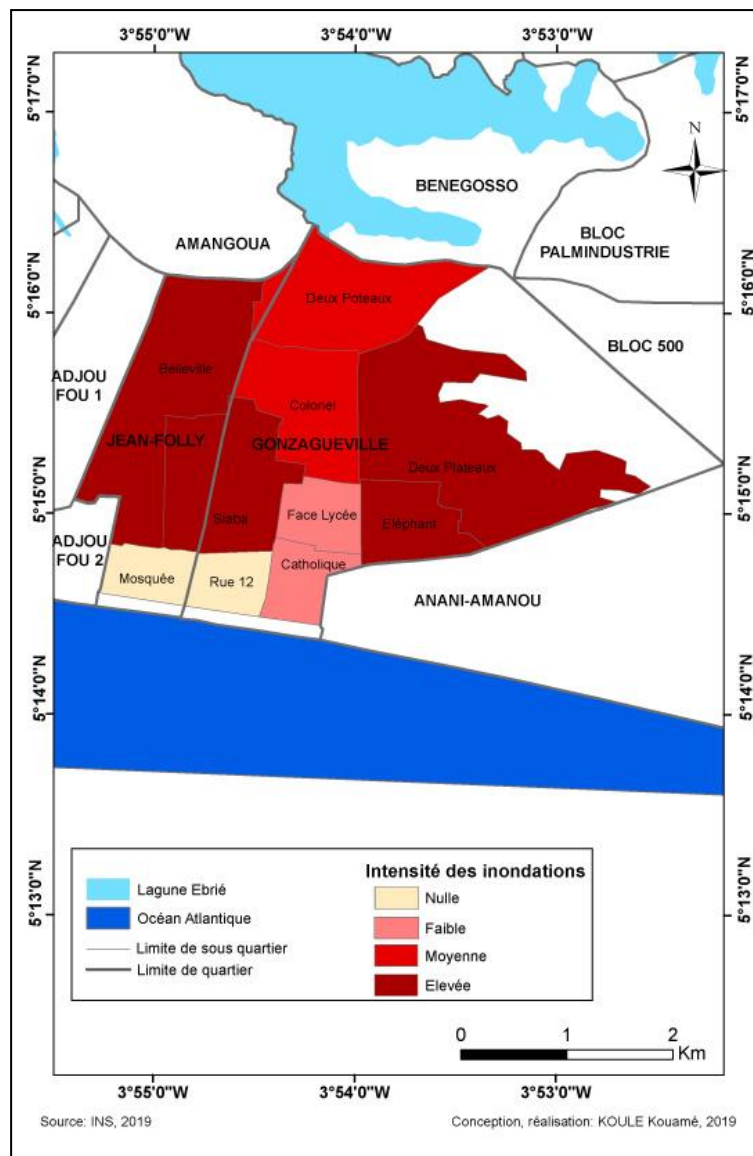 3°55'0"W
3°54'0"W
3°53'0"W
5°17'0"N
5°17'0"N
N
BENEGOSSO
BLOC
PALMINDUSTRIE
AMANGOUA
5°16'0"N
5°16'0"N
Deux Poteaux
BLOC 500
ADJOU
FOU 1
Belleville
Colonel
JEAN-FOLLY
GONZAGUEVILLE
Deux Plateaux
5°15'0"N
5°15'0"N
Siaba
Face Lycée
Eléphant
ADJOU
FOU 2
Mosquée
Rue 12
Catholique
ANANI-AMANOU
5°14'0"N
5°14'0"N
Lagune Ebrié
Océan Atlantique
Limite de sous quartier
Limite de quartier
Intensité des inondations
Nulle
Faible
Moyenne
Elevée
5°13'0"N
5°13'0"N
0
1
2
Km
3°55'0"W
3°54'0"W
3°53'0"W
Source: INS, 2019
Conception, réalisation: KOULE Kouamé, 2019